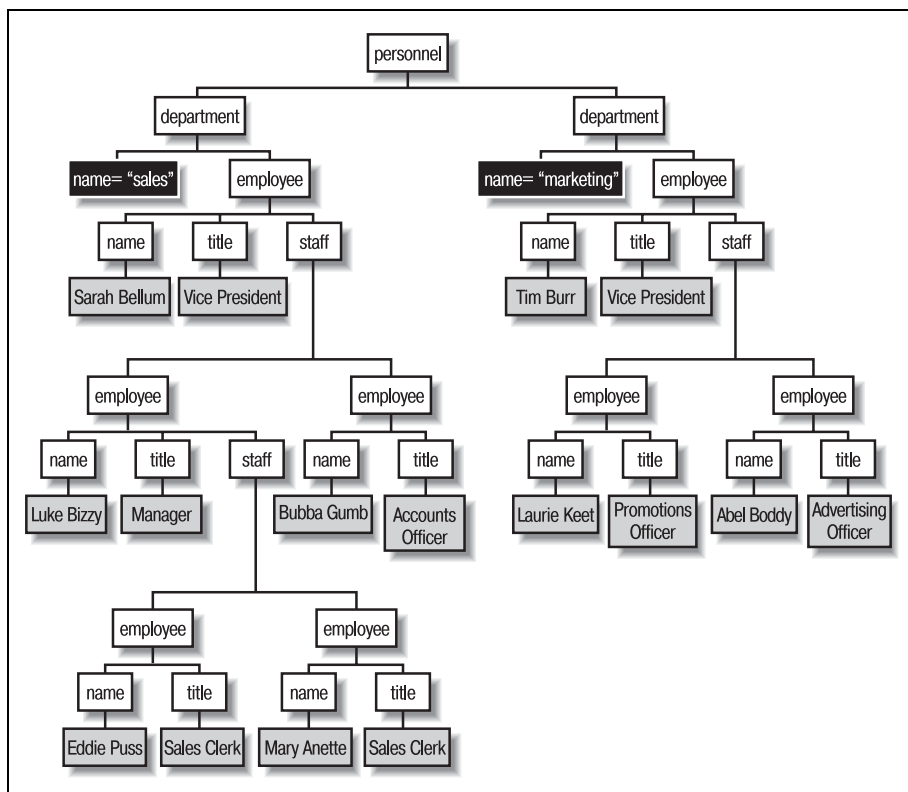 personnel
department
department
name= “sales”
employee
name= “marketing”
employee
name
title
staff
name
title
staff
Sarah Bellum
Vice President
Tim Burr
Vice President
employee
employee
employee
employee
name
title
staff
name
title
name
title
name
title
Luke Bizzy
Manager
Bubba Gumb
Accounts
Officer
Laurie Keet
Promotions
Officer
Abel Boddy
Advertising
Officer
employee
employee
name
title
name
title
Eddie Puss
Sales Clerk
Mary Anette
Sales Clerk